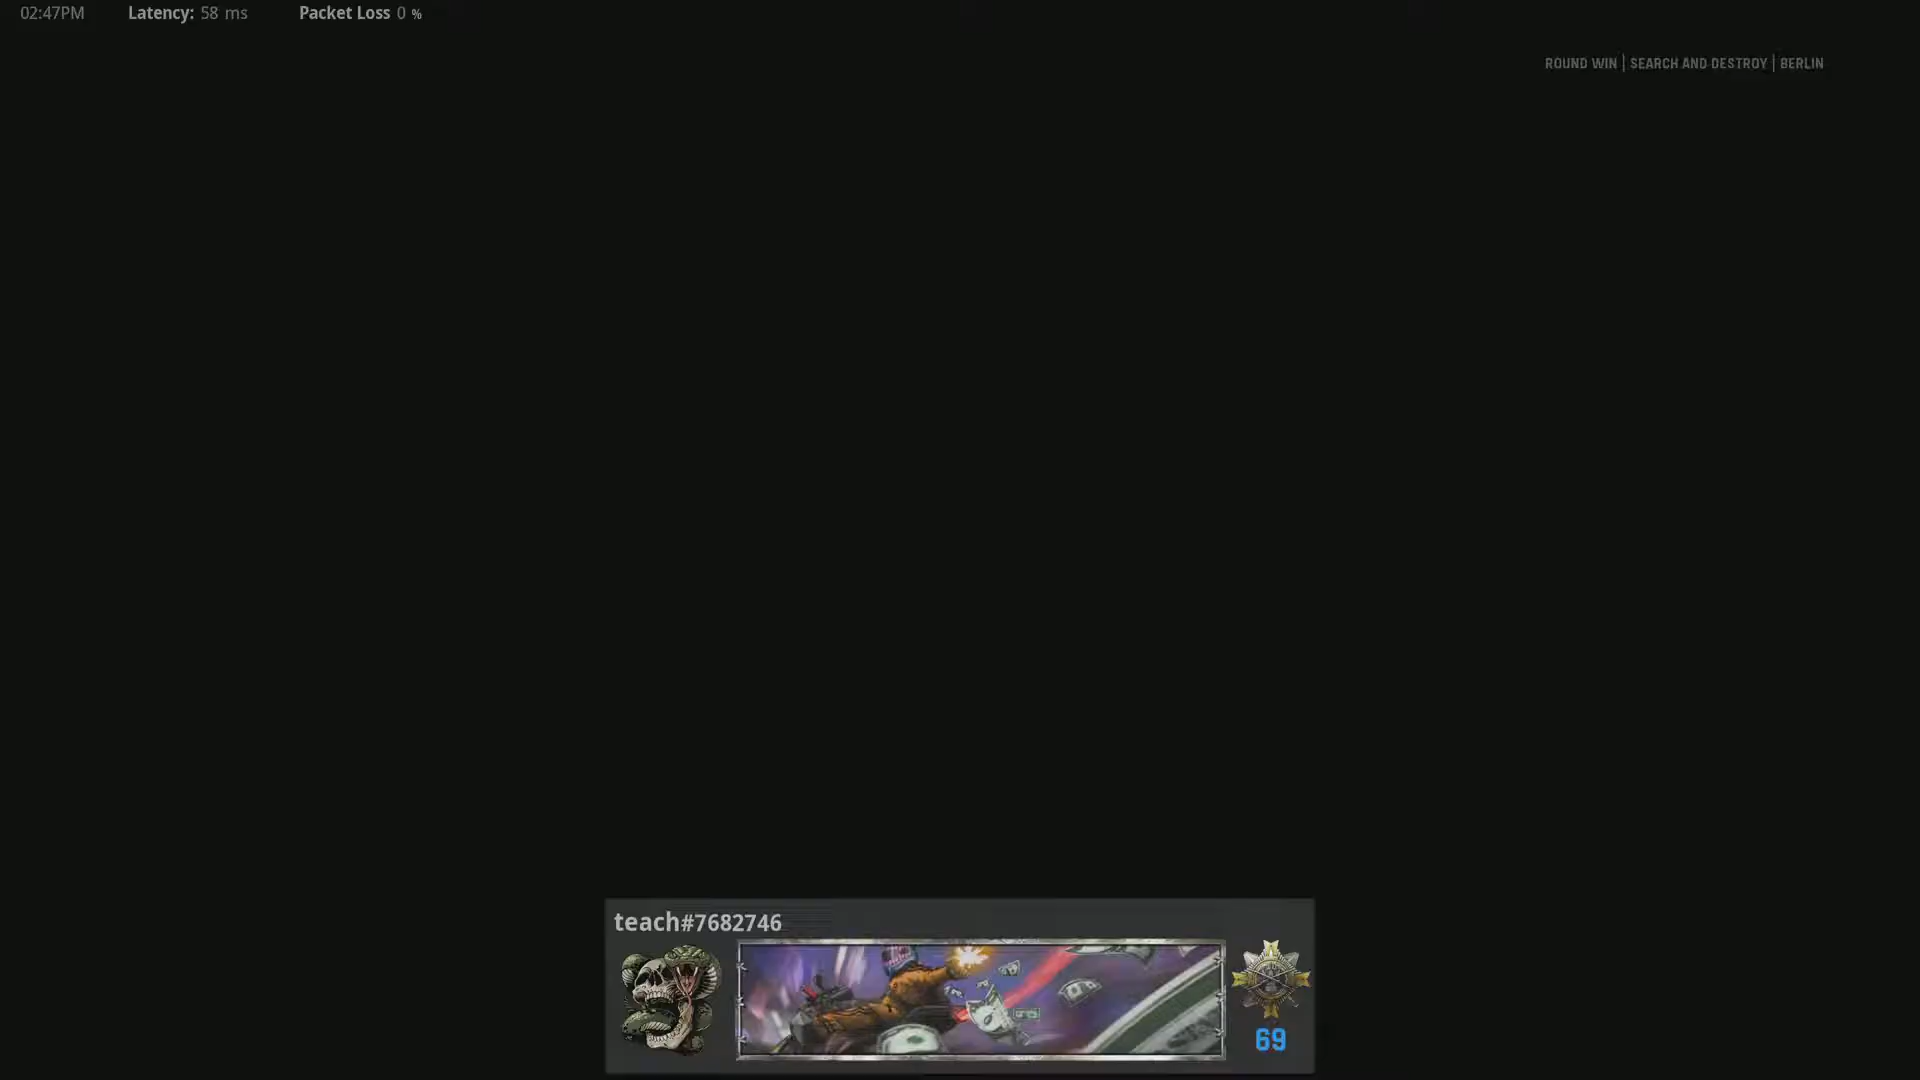 02:47PM Latency: 58 ms Packet Loss 0 %
ROUND WIN | SEARCH AND DESTROY | BERLIN
teach#7682746
69